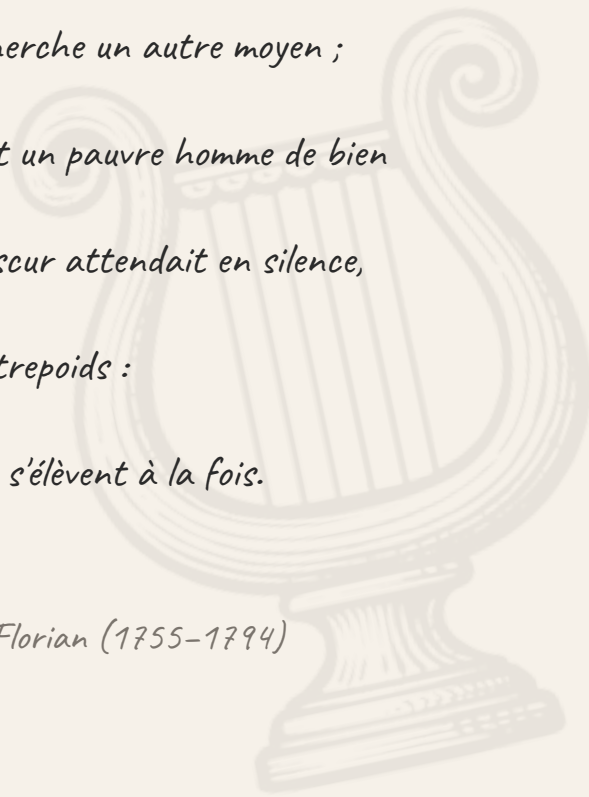 herche un autre moyen ;
t un pauvre homme de bien
scur attendait en silence,
trepoids :
s'élèvent à la fois.
Florian (1755–1794)